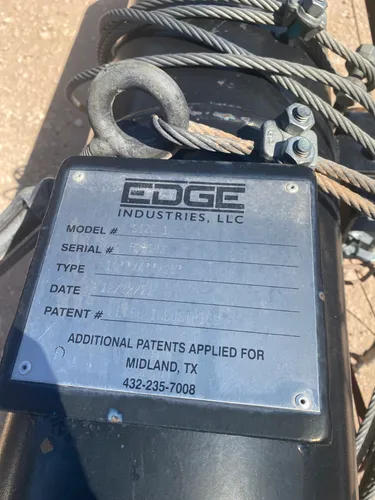 EDGE
INDUSTRIES, LLC
MODEL #
SERIAL #
TYPE
DATE
PATENT #
ADDITIONAL PATENTS APPLIED FOR
MIDLAND, TX
432-235-7008